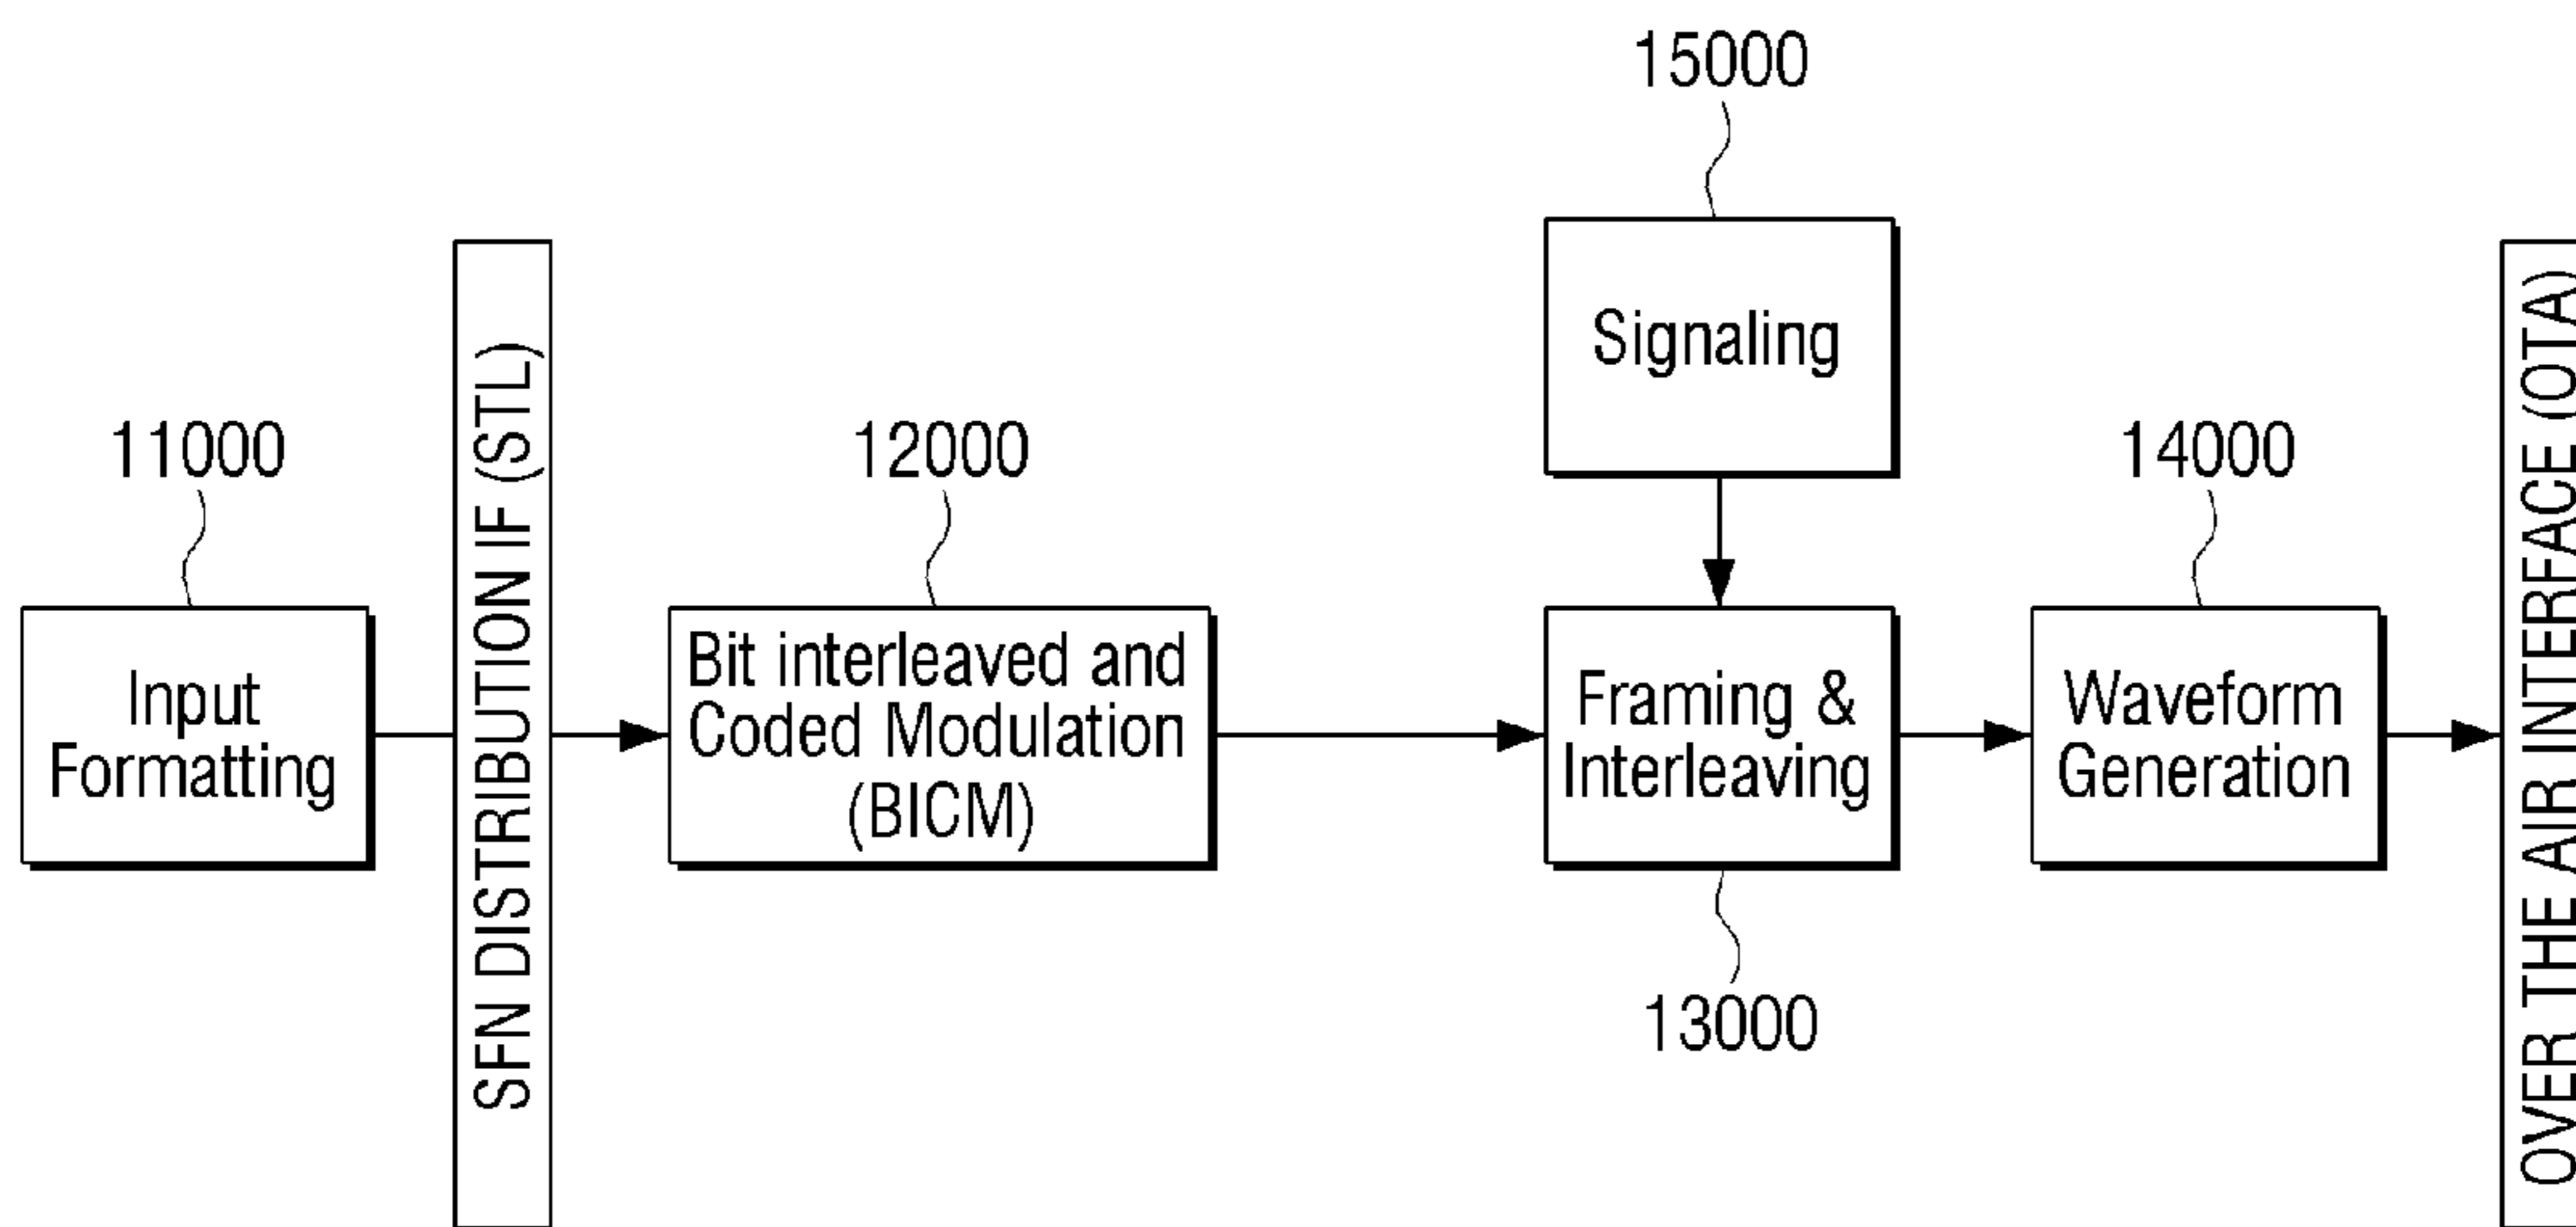 15000
Signaling
11000
12000
14000
Input
Formatting
SFN DISTRIBUTION IF (STL)
Bit interleaved and
Coded Modulation
(BICM)
Framing &
Interleaving
Waveform
Generation
OVER THE AIR INTERFACE (OTA)
13000